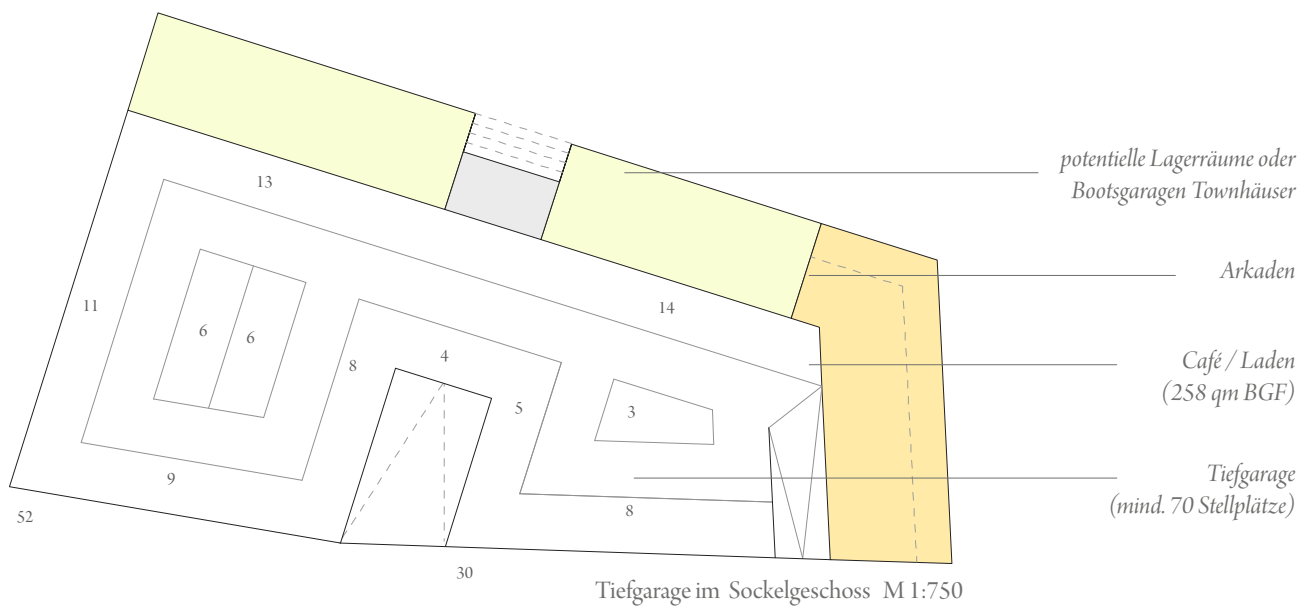 potentielle Lagerräume oder
Bootsgaragen Townhäuser
13
Arkaden
11
14
6
6
4
8
Café / Laden
(258 qm BGF)
5
3
9
Tiefgarage
(mind. 70 Stellplätze)
8
52
30
Tiefgarage im Sockelgeschoss M 1:750